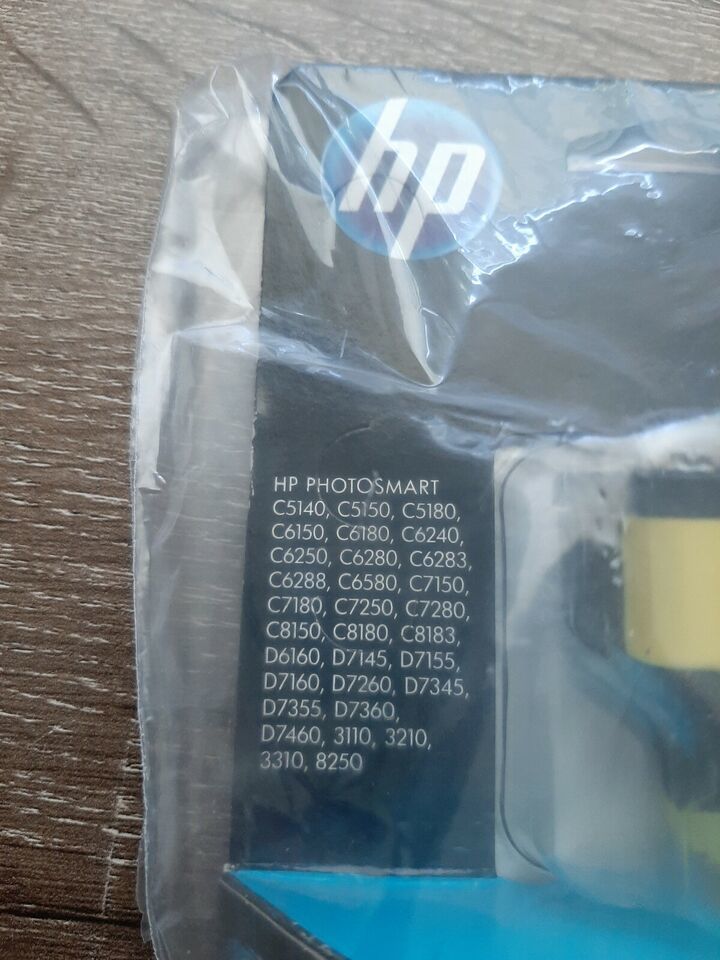 hp
HP PHOTOSMART
C5140, C5150, C5180,
C6150, C6180, C6240,
C6250, C6280, C6283,
C6288, C6580, C7150,
C7180, C7250, C7280,
C8150, C8180, C8183,
D6160, D7145, D7155,
D7160, D7260, D7345,
D7355, D7360,
D7460, 3110, 3210,
3310, 8250